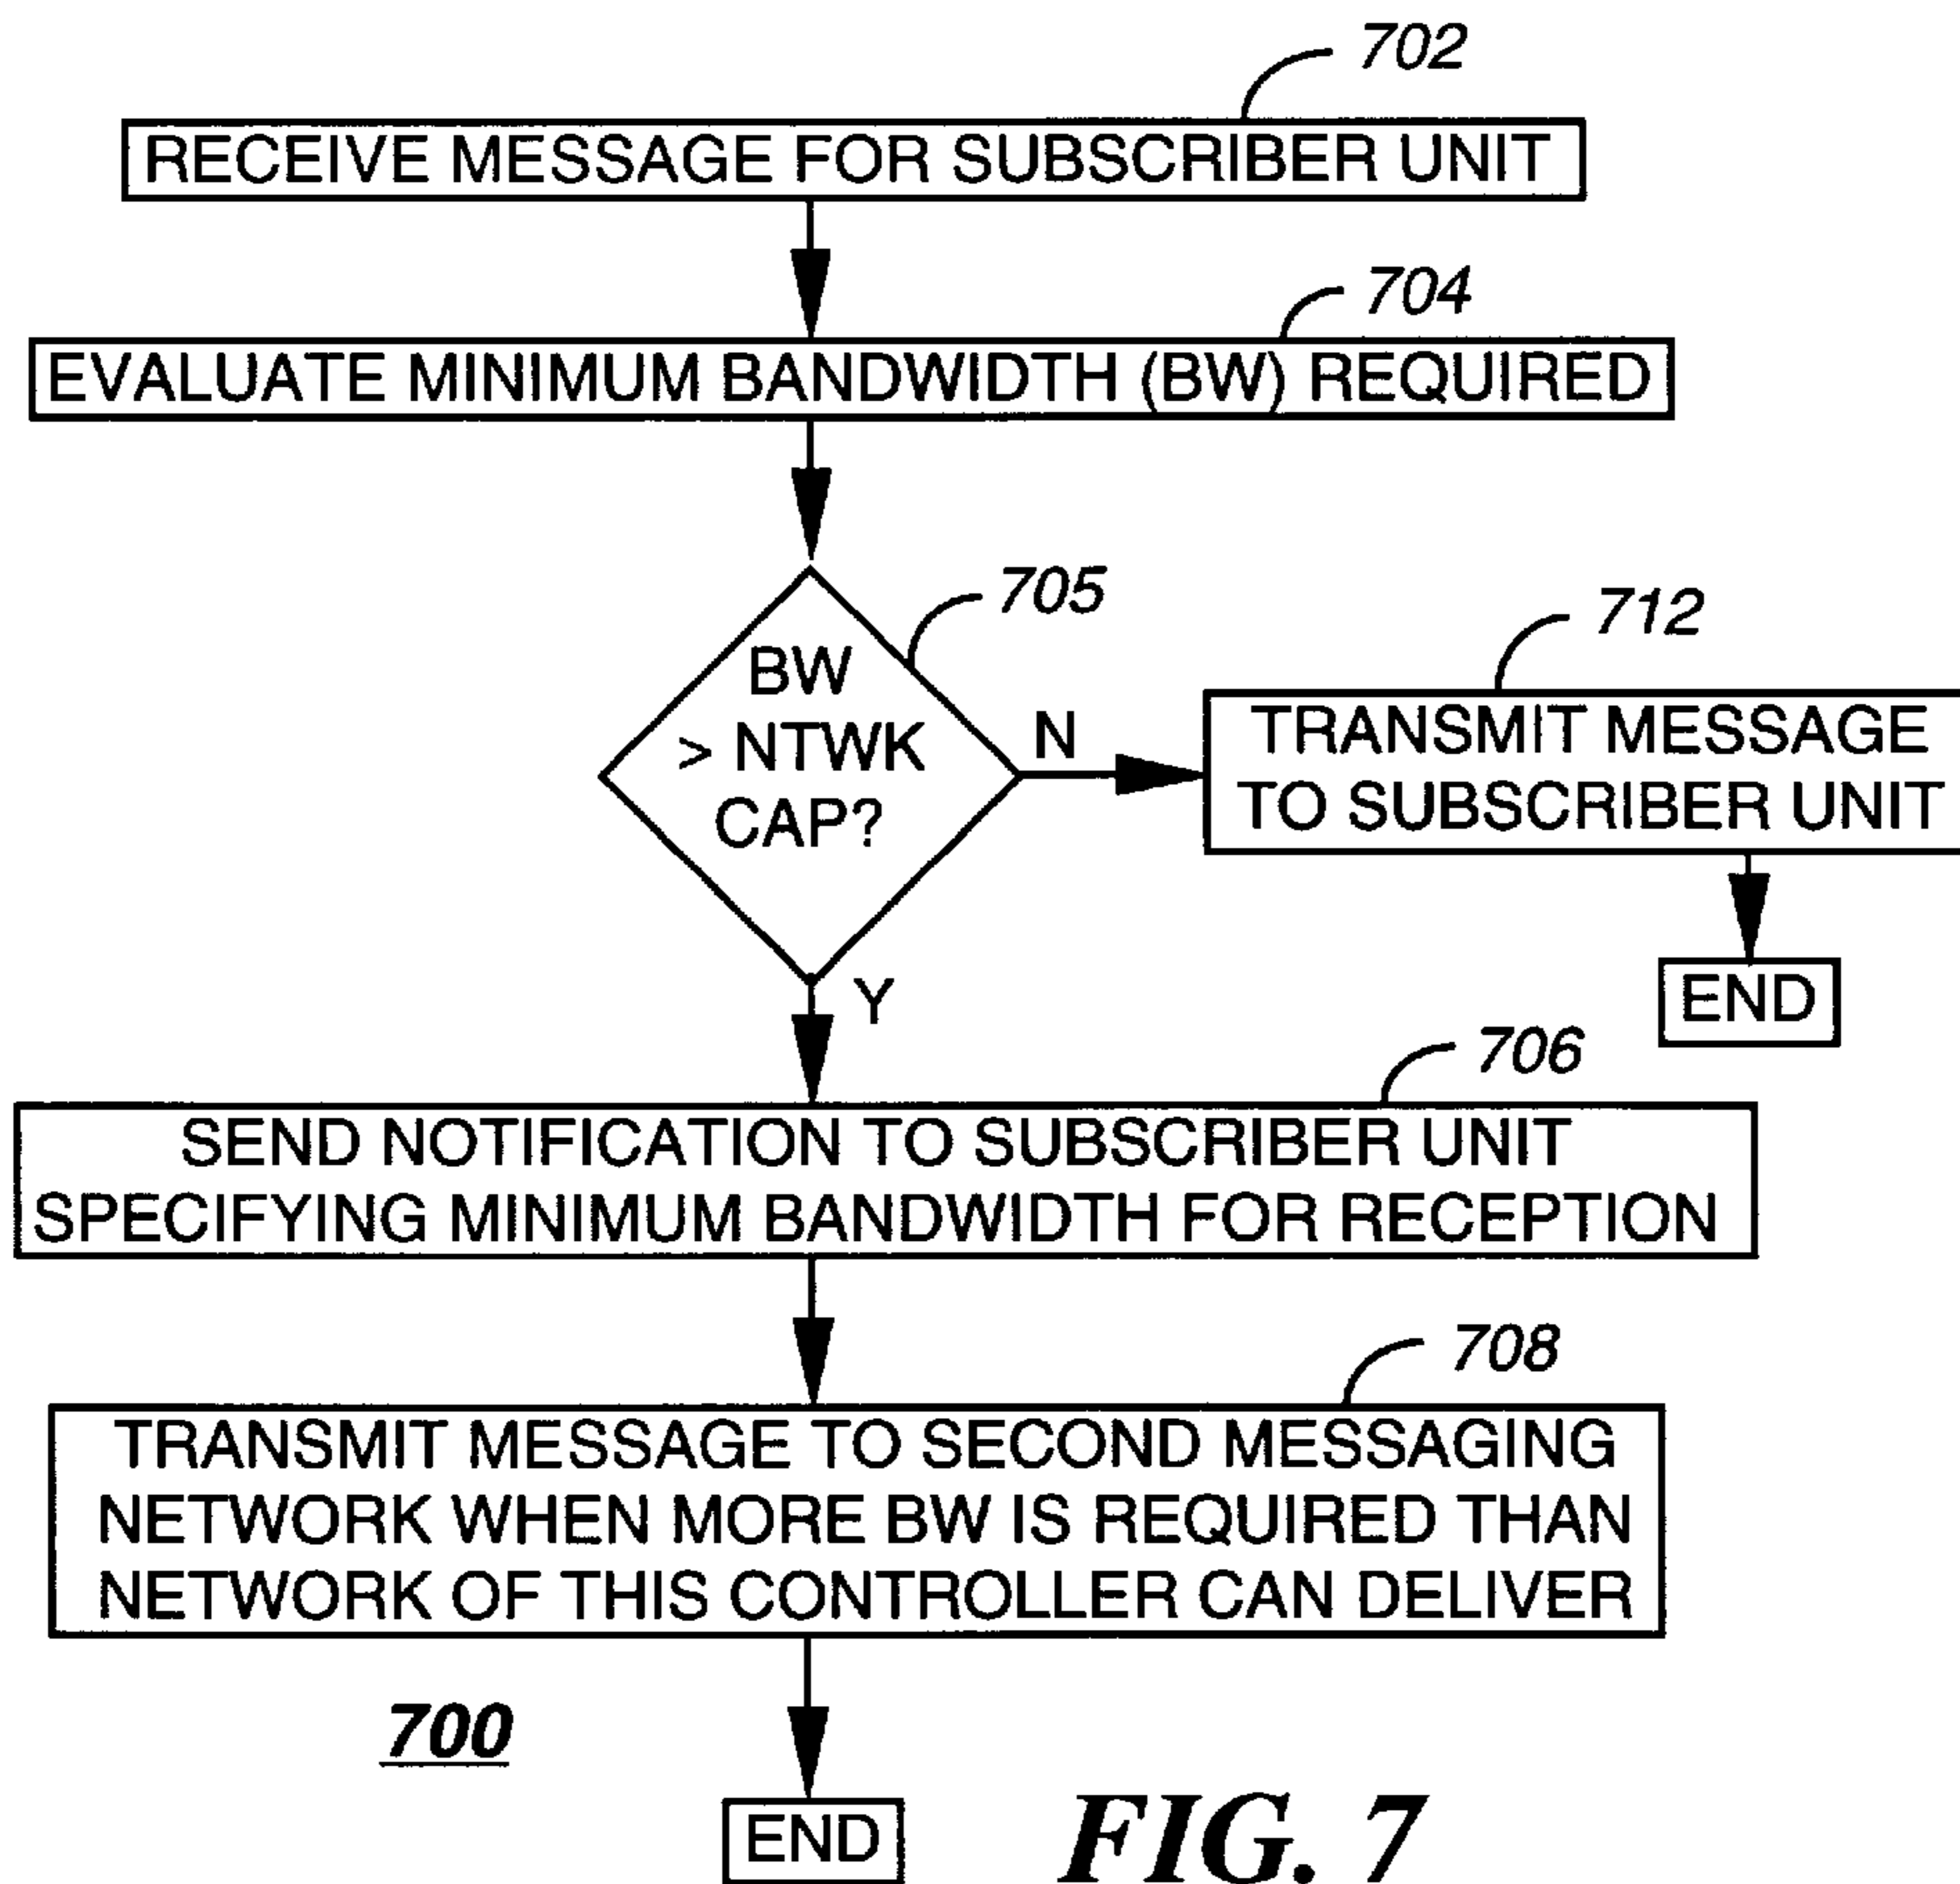 702
RECEIVE MESSAGE FOR SUBSCRIBER UNIT
704
EVALUATE MINIMUM BANDWIDTH (BW) REQUIRED
705
BW
> NTWK
CAP?
N
712
TRANSMIT MESSAGE
TO SUBSCRIBER UNIT
END
Y
706
SEND NOTIFICATION TO SUBSCRIBER UNIT
SPECIFYING MINIMUM BANDWIDTH FOR RECEPTION
708
TRANSMIT MESSAGE TO SECOND MESSAGING
NETWORK WHEN MORE BW IS REQUIRED THAN
NETWORK OF THIS CONTROLLER CAN DELIVER
700
END
FIG. 7